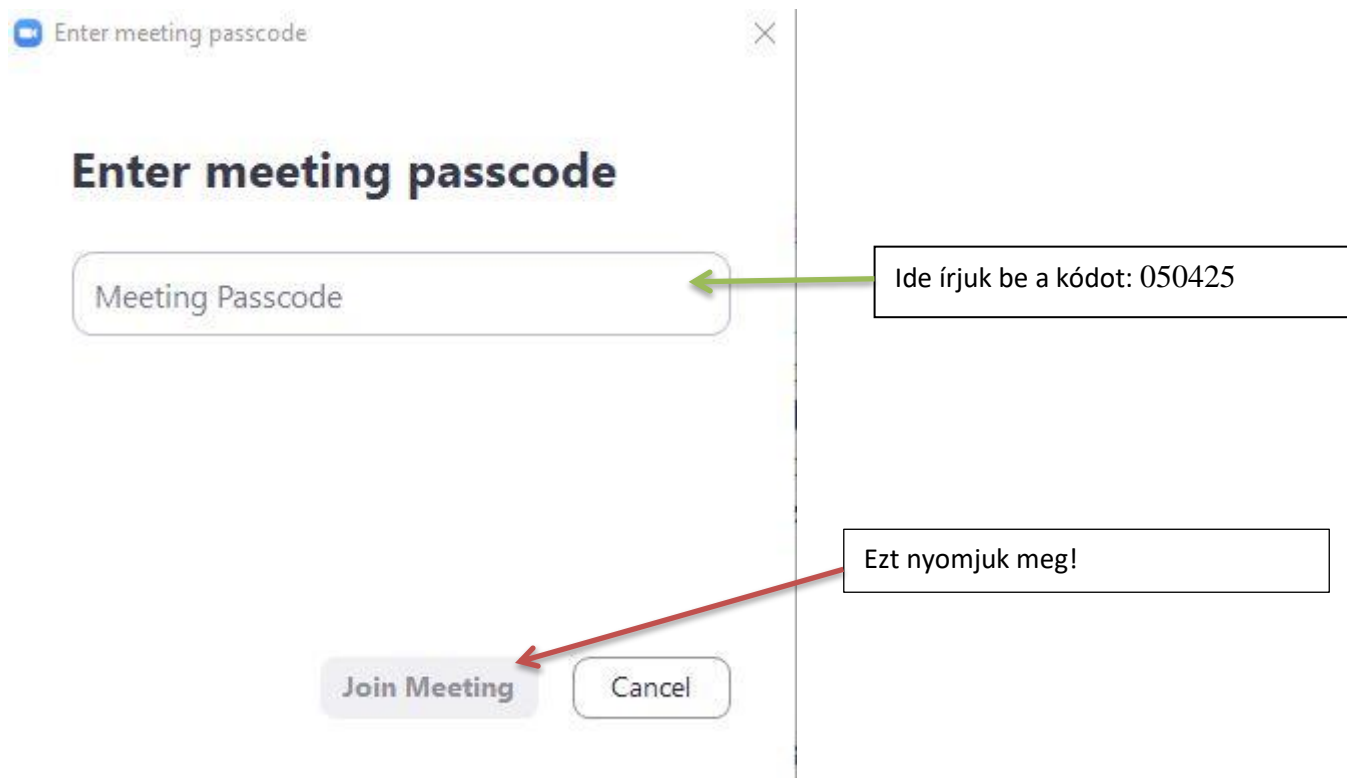 Enter meeting passcode
Enter meeting passcode
Meeting Passcode
Ide írjuk be a kódot: 050425
Ezt nyomjuk meg!
Join Meeting
Cancel